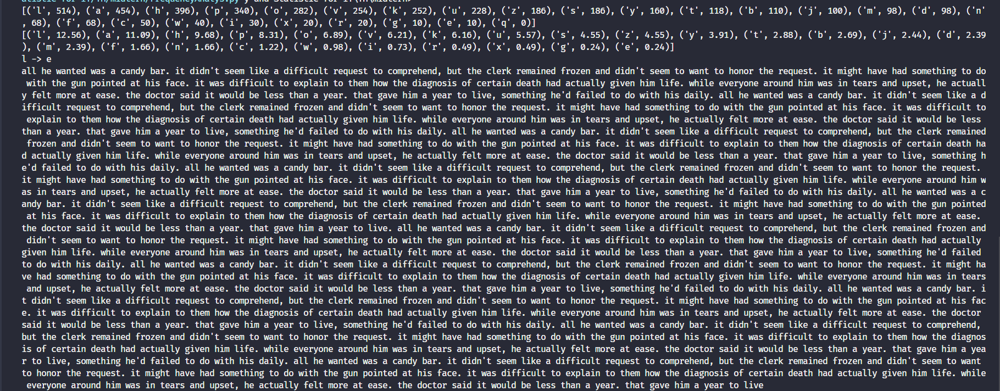 [('l', 514), ('a', 454), ('h', 396), ('p', 340), ('o', 282), ('v', 254), ('k', 252), ('u', 228), ('z', 186), ('s', 186), ('y', 160), ('t', 118), ('b', 110), ('j', 100), ('m', 98), ('d', 98), ('n'
, 68), ('f', 68), ('c', 50), ('w', 40), ('i', 30), ('x', 20), ('r', 20), ('g', 10), ('e', 10), ('q', 0)]
[('l', 12.56), ('a', 11.09), ('h', 9.68), ('p', 8.31), ('o', 6.89), ('v', 6.21), ('k', 6.16), ('u', 5.57), ('s', 4.55), ('z', 4.55), ('y', 3.91), ('t', 2.88), ('b', 2.69), ('j', 2.44), ('d', 2.39
), ('m', 2.39), ('f', 1.66), ('n', 1.66), ('c', 1.22), ('w', 0.98), ('i', 0.73), ('r', 0.49), ('x', 0.49), ('g', 0.24), ('e', 0.24)]
l -> e
all he wanted was a candy bar. it didn't seem like a difficult request to comprehend, but the clerk remained frozen and didn't seem to want to honor the request. it might have had something to do
with the gun pointed at his face. it was difficult to explain to them how the diagnosis of certain death had actually given him life. while everyone around him was in tears and upset, he actuall
y felt more at ease. the doctor said it would be less than a year. that gave him a year to live, something he'd failed to do with his daily. all he wanted was a candy bar. it didn't seem like a d
ifficult request to comprehend, but the clerk remained frozen and didn't seem to want to honor the request. it might have had something to do with the gun pointed at his face. it was difficult to
explain to them how the diagnosis of certain death had actually given him life. while everyone around him was in tears and upset, he actually felt more at ease. the doctor said it would be less
than a year. that gave him a year to live, something he'd failed to do with his daily. all he wanted was a candy bar. it didn't seem like a difficult request to comprehend, but the clerk remained
frozen and didn't seem to want to honor the request. it might have had something to do with the gun pointed at his face. it was difficult to explain to them how the diagnosis of certain death ha
d actually given him life. while everyone around him was in tears and upset, he actually felt more at ease. the doctor said it would be less than a year. that gave him a year to live, something h
e'd failed to do with his daily. all he wanted was a candy bar. it didn't seem like a difficult request to comprehend, but the clerk remained frozen and didn't seem to want to honor the request.
it might have had something to do with the gun pointed at his face. it was difficult to explain to them how the diagnosis of certain death had actually given him life. while everyone around him w
as in tears and upset, he actually felt more at ease. the doctor said it would be less than a year. that gave him a year to live, something he'd failed to do with his daily. all he wanted was a c
andy bar. it didn't seem like a difficult request to comprehend, but the clerk remained frozen and didn't seem to want to honor the request. it might have had something to do with the gun pointed
at his face. it was difficult to explain to them how the diagnosis of certain death had actually given him life. while everyone around him was in tears and upset, he actually felt more at ease.
the doctor said it would be less than a year. that gave him a year to live. all he wanted was a candy bar. it didn't seem like a difficult request to comprehend, but the clerk remained frozen and
didn't seem to want to honor the request. it might have had something to do with the gun pointed at his face. it was difficult to explain to them how the diagnosis of certain death had actually
given him life. while everyone around him was in tears and upset, he actually felt more at ease. the doctor said it would be less than a year. that gave him a year to live, something he'd failed
to do with his daily. all he wanted was a candy bar. it didn't seem like a difficult request to comprehend, but the clerk remained frozen and didn't seem to want to honor the request. it might ha
ve had something to do with the gun pointed at his face. it was difficult to explain to them how the diagnosis of certain death had actually given him life. while everyone around him was in tears
and upset, he actually felt more at ease. the doctor said it would be less than a year. that gave him a year to live, something he'd failed to do with his daily. all he wanted was a candy bar. i
t didn't seem like a difficult request to comprehend, but the clerk remained frozen and didn't seem to want to honor the request. it might have had something to do with the gun pointed at his fac
e. it was difficult to explain to them how the diagnosis of certain death had actually given him life. while everyone around him was in tears and upset, he actually felt more at ease. the doctor
said it would be less than a year. that gave him a year to live, something he'd failed to do with his daily. all he wanted was a candy bar. it didn't seem like a difficult request to comprehend,
but the clerk remained frozen and didn't seem to want to honor the request. it might have had something to do with the gun pointed at his face. it was difficult to explain to them how the diagnos
is of certain death had actually given him life. while everyone around him was in tears and upset, he actually felt more at ease. the doctor said it would be less than a year. that gave him a yea
r to live, something he'd failed to do with his daily. all he wanted was a candy bar. it didn't seem like a difficult request to comprehend, but the clerk remained frozen and didn't seem to want
to honor the request. it might have had something to do with the gun pointed at his face. it was difficult to explain to them how the diagnosis of certain death had actually given him life. while
everyone around him was in tears and upset, he actually felt more at ease. the doctor said it would be less than a year. that gave him a year to live